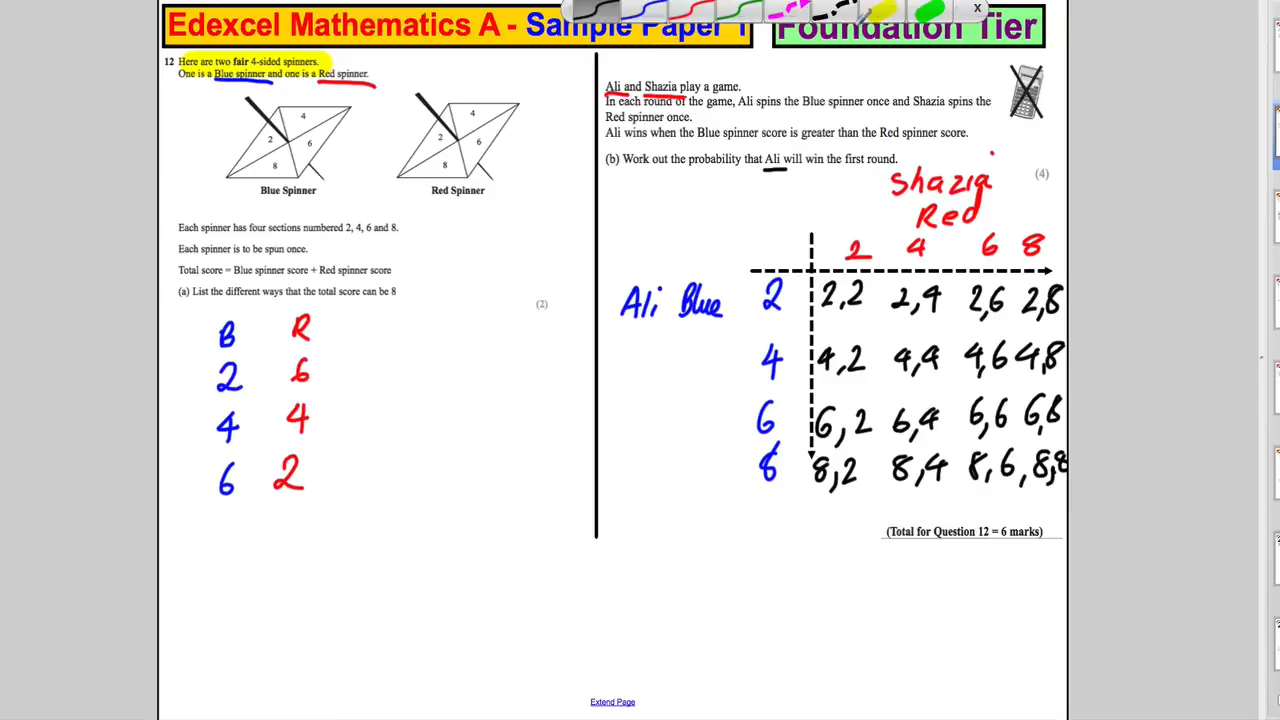 Edexcel Mathematics A - Sample Paper 1
Foundation Tier
X
12 Here are two fair 4-sided spinners.
One is a Blue spinner and one is a Red spinner.
4
2
6
8
Blue Spinner
4
2
6
8
Red Spinner
Each spinner has four sections numbered 2, 4, 6 and 8.
Each spinner is to be spun once.
Total score = Blue spinner score + Red spinner score
(a) List the different ways that the total score can be 8
(2)
B R
2 6
4 4
6 2
Ali and Shazia play a game.
In each round of the game, Ali spins the Blue spinner once and Shazia spins the
Red spinner once.
Ali wins when the Blue spinner score is greater than the Red spinner score.
(b) Work out the probability that Ali will win the first round.
(4)
Shazia
Red
2 4 6 8
Ali Blue 2 2,2 2,4 2,6 2,8
4 4,2 4,4 4,6 4,8
6 6,2 6,4 6,6 6,8
8 8,2 8,4 8,6, 8,8
(Total for Question 12 = 6 marks)
Extend Page